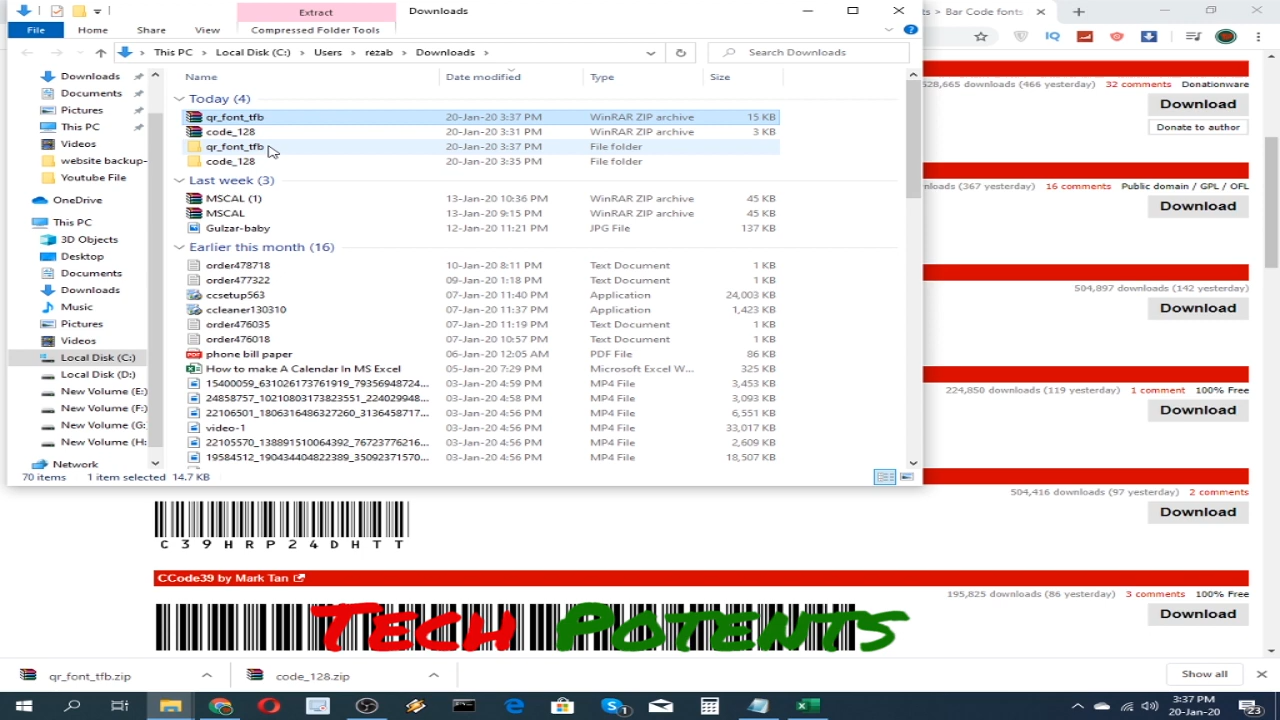 Extract
Downloads
ts > Bar Code fonts
File Home Share View Compressed Folder Tools
This PC > Local Disk (C:) > Users > rezab > Downloads >
Search Downloads
Name Date modified Type Size
Today (4)
qr_font_tfb 20-Jan-20 3:37 PM WinRAR ZIP archive 15 KB
code_128 20-Jan-20 3:31 PM WinRAR ZIP archive 3 KB
qr_font_tfb 20-Jan-20 3:37 PM File folder
code_128 20-Jan-20 3:35 PM File folder
Last week (3)
MSCAL (1) 13-Jan-20 10:36 PM WinRAR ZIP archive 45 KB
MSCAL 13-Jan-20 9:15 PM WinRAR ZIP archive 45 KB
Gulzar-baby 12-Jan-20 11:21 PM JPG File 137 KB
Earlier this month (16)
order478718 10-Jan-20 8:11 PM Text Document 1 KB
order477322 09-Jan-20 1:18 PM Text Document 1 KB
ccsetup563 07-Jan-20 11:40 PM Application 24,003 KB
ccleaner130310 07-Jan-20 11:37 PM Application 1,423 KB
order476035 07-Jan-20 11:19 PM Text Document 1 KB
order476018 07-Jan-20 10:57 PM Text Document 1 KB
phone bill paper 06-Jan-20 12:05 AM PDF File 86 KB
How to make A Calendar In MS Excel 05-Jan-20 7:29 PM Microsoft Excel W... 325 KB
15400059_631026173761919_79356948724... 03-Jan-20 4:59 PM MP4 File 3,453 KB
24858757_10210803173823551_224029948... 03-Jan-20 4:58 PM MP4 File 3,093 KB
22106501_1806316486327260_3136458717... 03-Jan-20 4:56 PM MP4 File 6,551 KB
video-1 03-Jan-20 4:56 PM MP4 File 33,017 KB
22105570_138891510064392_76723776216... 03-Jan-20 4:56 PM MP4 File 2,609 KB
19584512_190434404822389_35092371570... 03-Jan-20 4:56 PM MP4 File 18,507 KB
Downloads
Documents
Pictures
This PC
Videos
website backup-
Youtube File
OneDrive
This PC
3D Objects
Desktop
Documents
Downloads
Music
Pictures
Videos
Local Disk (C:)
Local Disk (D:)
New Volume (E:)
New Volume (F:)
New Volume (G:
New Volume (H:
Network
70 items 1 item selected 14.7 KB
528,665 downloads (466 yesterday) 32 comments Donationware
Download
Donate to author
nloads (367 yesterday) 16 comments Public domain / GPL / OFL
Download
504,897 downloads (142 yesterday)
Download
224,850 downloads (119 yesterday) 1 comment 100% Free
Download
504,416 downloads (97 yesterday) 2 comments
Download
C39HRP24DHTT
CCode39 by Mark Tan
195,825 downloads (86 yesterday) 3 comments 100% Free
Download
Tech Potents
qr_font_tfb.zip code_128.zip Show all
1
3:37 PM
20-Jan-20
23